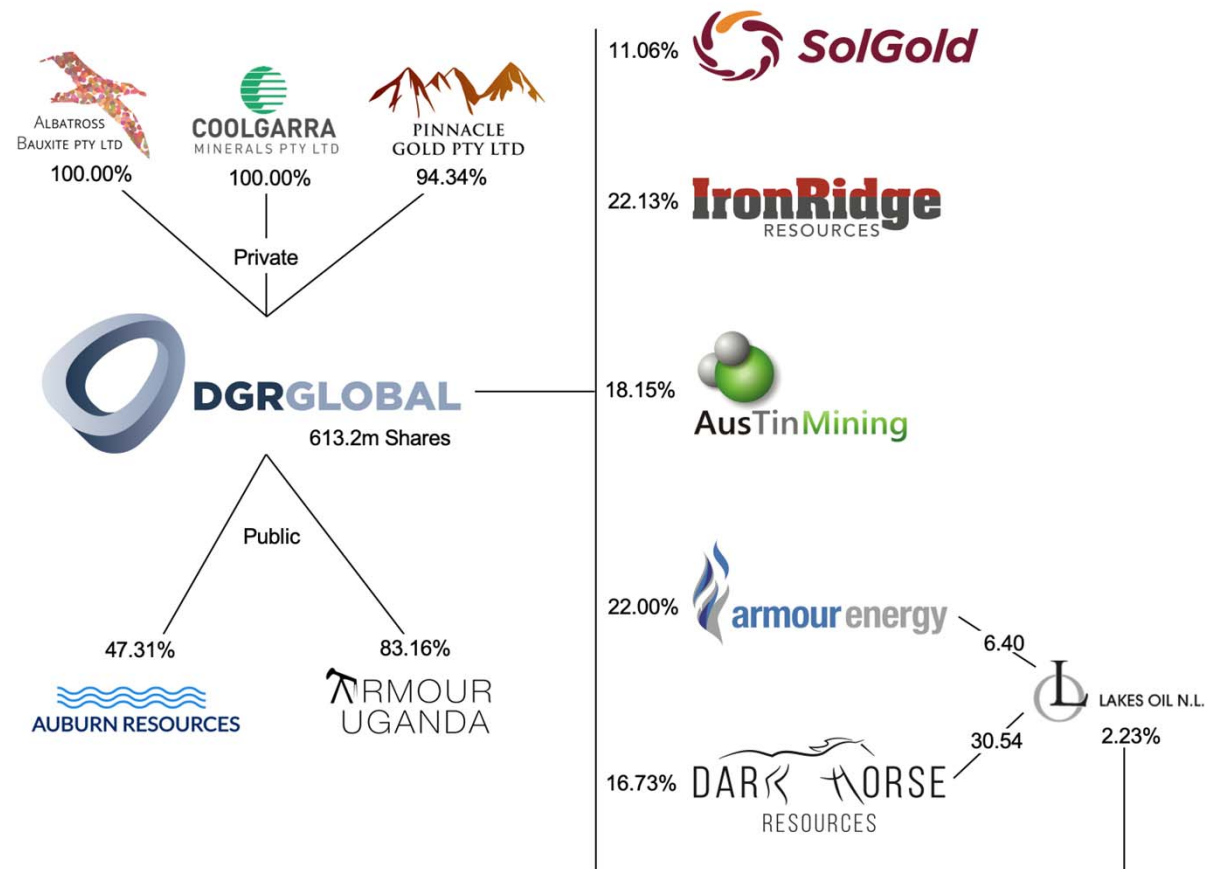 ALBATROSS
BAUXITE PTY LTD
100.00%
COOLGARRA
MINERALS PTY LTD
100.00%
PINNACLE
GOLD PTY LTD
94.34%
Private
DGRGLOBAL
613.2m Shares
Public
47.31%
AUBURN RESOURCES
83.16%
ARMOUR
UGANDA
11.06%
SolGold
22.13%
IronRidge
RESOURCES
18.15%
AusTinMining
22.00%
armour energy
6.40
LAKES OIL N.L.
2.23%
30.54
16.73%
DARK HORSE
RESOURCES